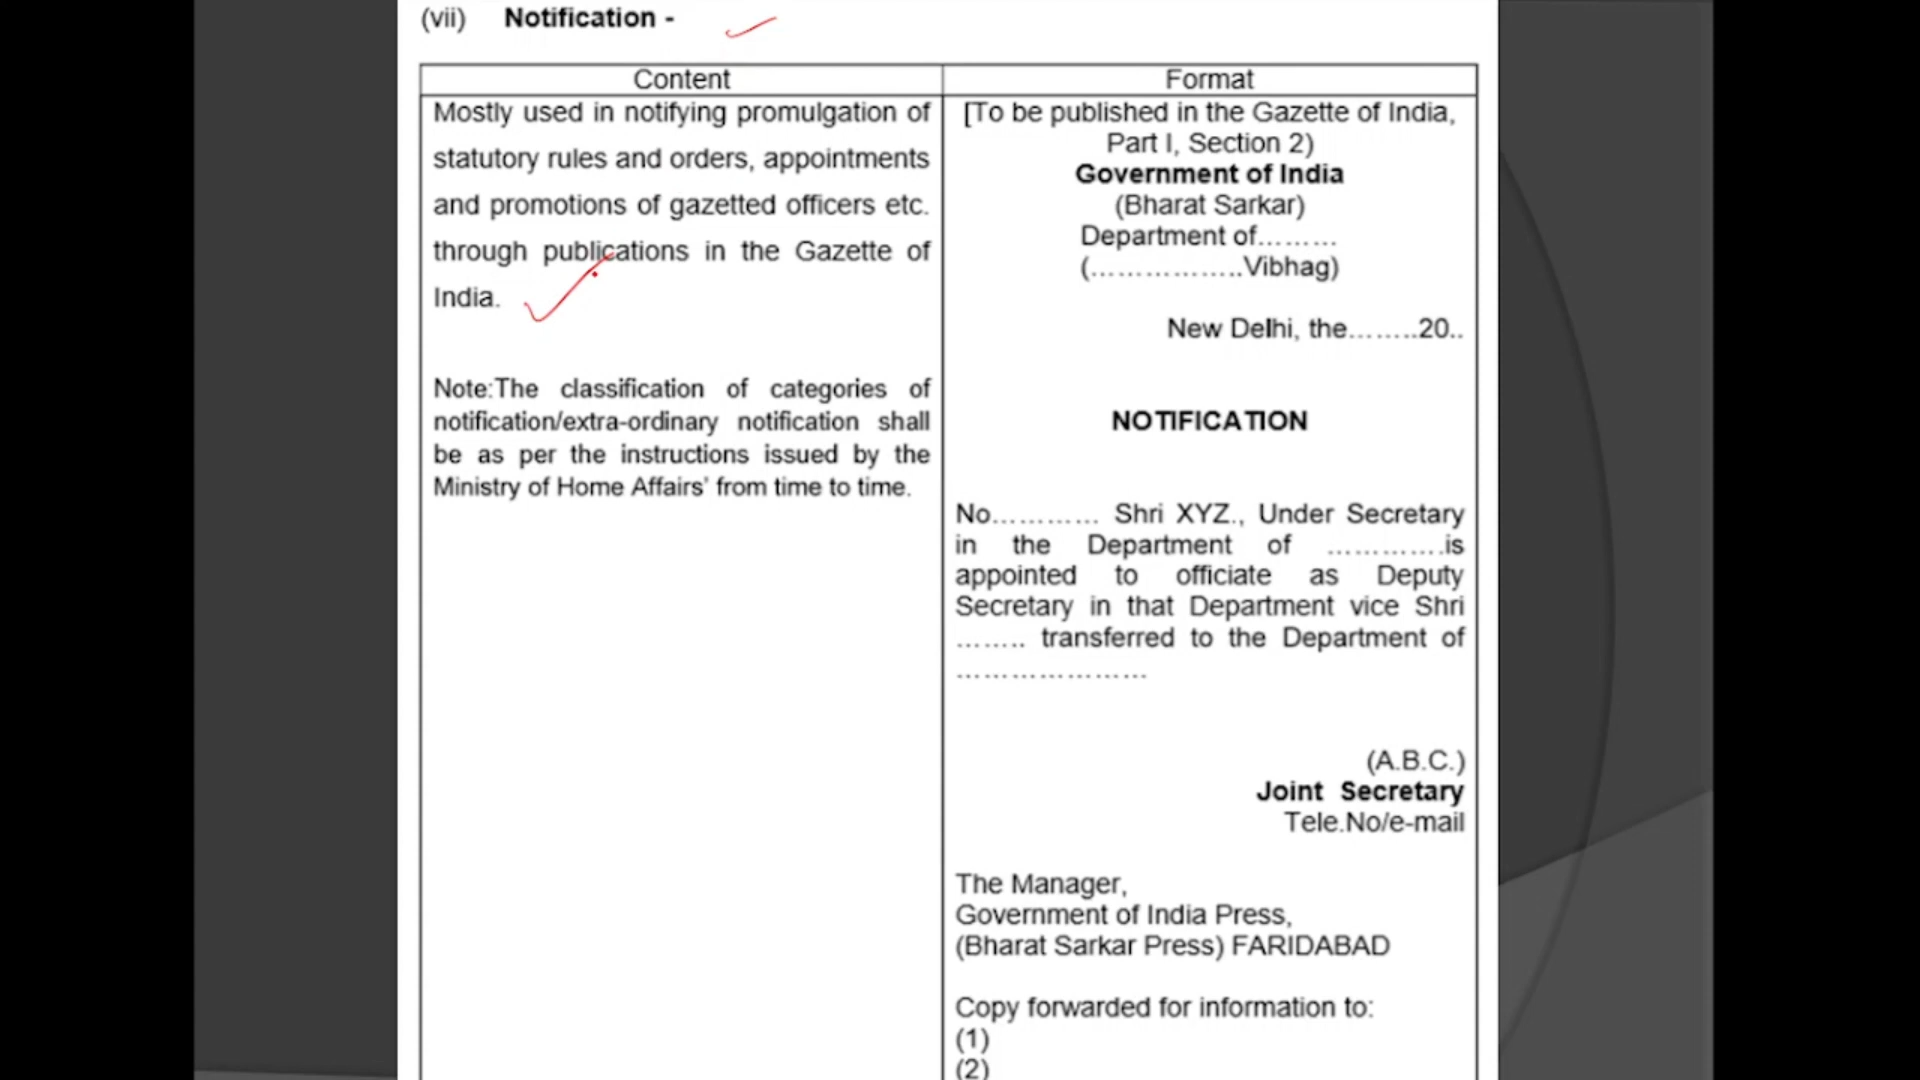 (vii) Notification -
Content
Mostly used in notifying promulgation of
statutory rules and orders, appointments
and promotions of gazetted officers etc.
through publications in the Gazette of
India.
Note:The classification of categories of
notification/extra-ordinary notification shall
be as per the instructions issued by the
Ministry of Home Affairs’ from time to time.
Format
[To be published in the Gazette of India,
Part I, Section 2)
Government of India
(Bharat Sarkar)
Department of………
(……………..Vibhag)
New Delhi, the……..20..
NOTIFICATION
No………… Shri XYZ., Under Secretary
in the Department of ………….is
appointed to officiate as Deputy
Secretary in that Department vice Shri
…….. transferred to the Department of
…………………
(A.B.C.)
Joint Secretary
Tele.No/e-mail
The Manager,
Government of India Press,
(Bharat Sarkar Press) FARIDABAD
Copy forwarded for information to:
(1)
(2)